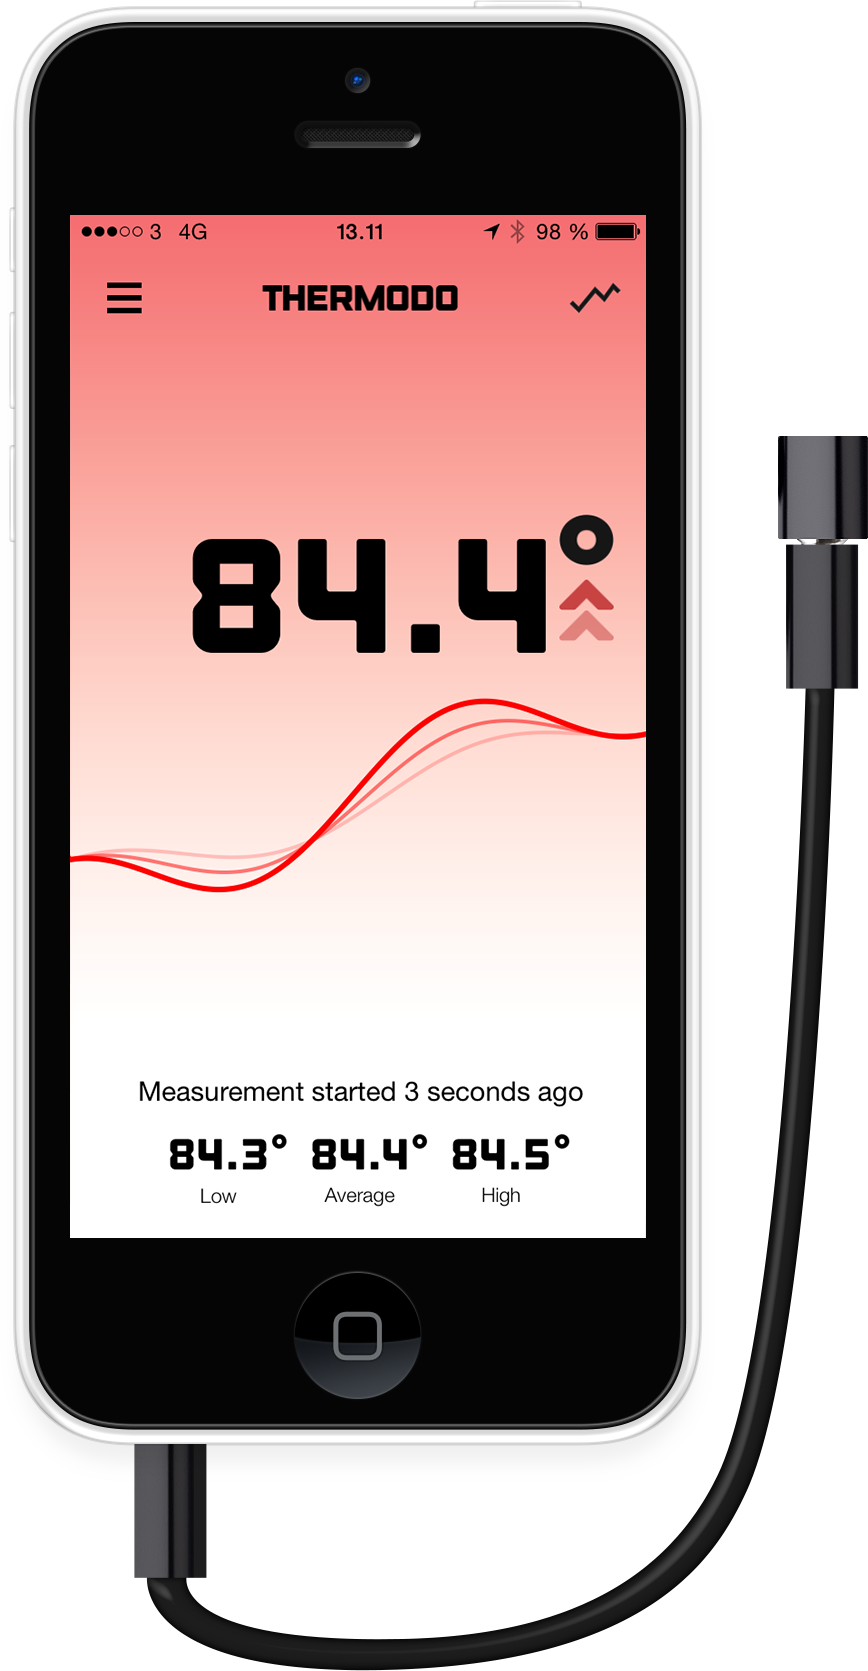 3 4G 13.11 98 %
THERMODO
84.4°
Measurement started 3 seconds ago
84.3° 84.4° 84.5°
Low Average High